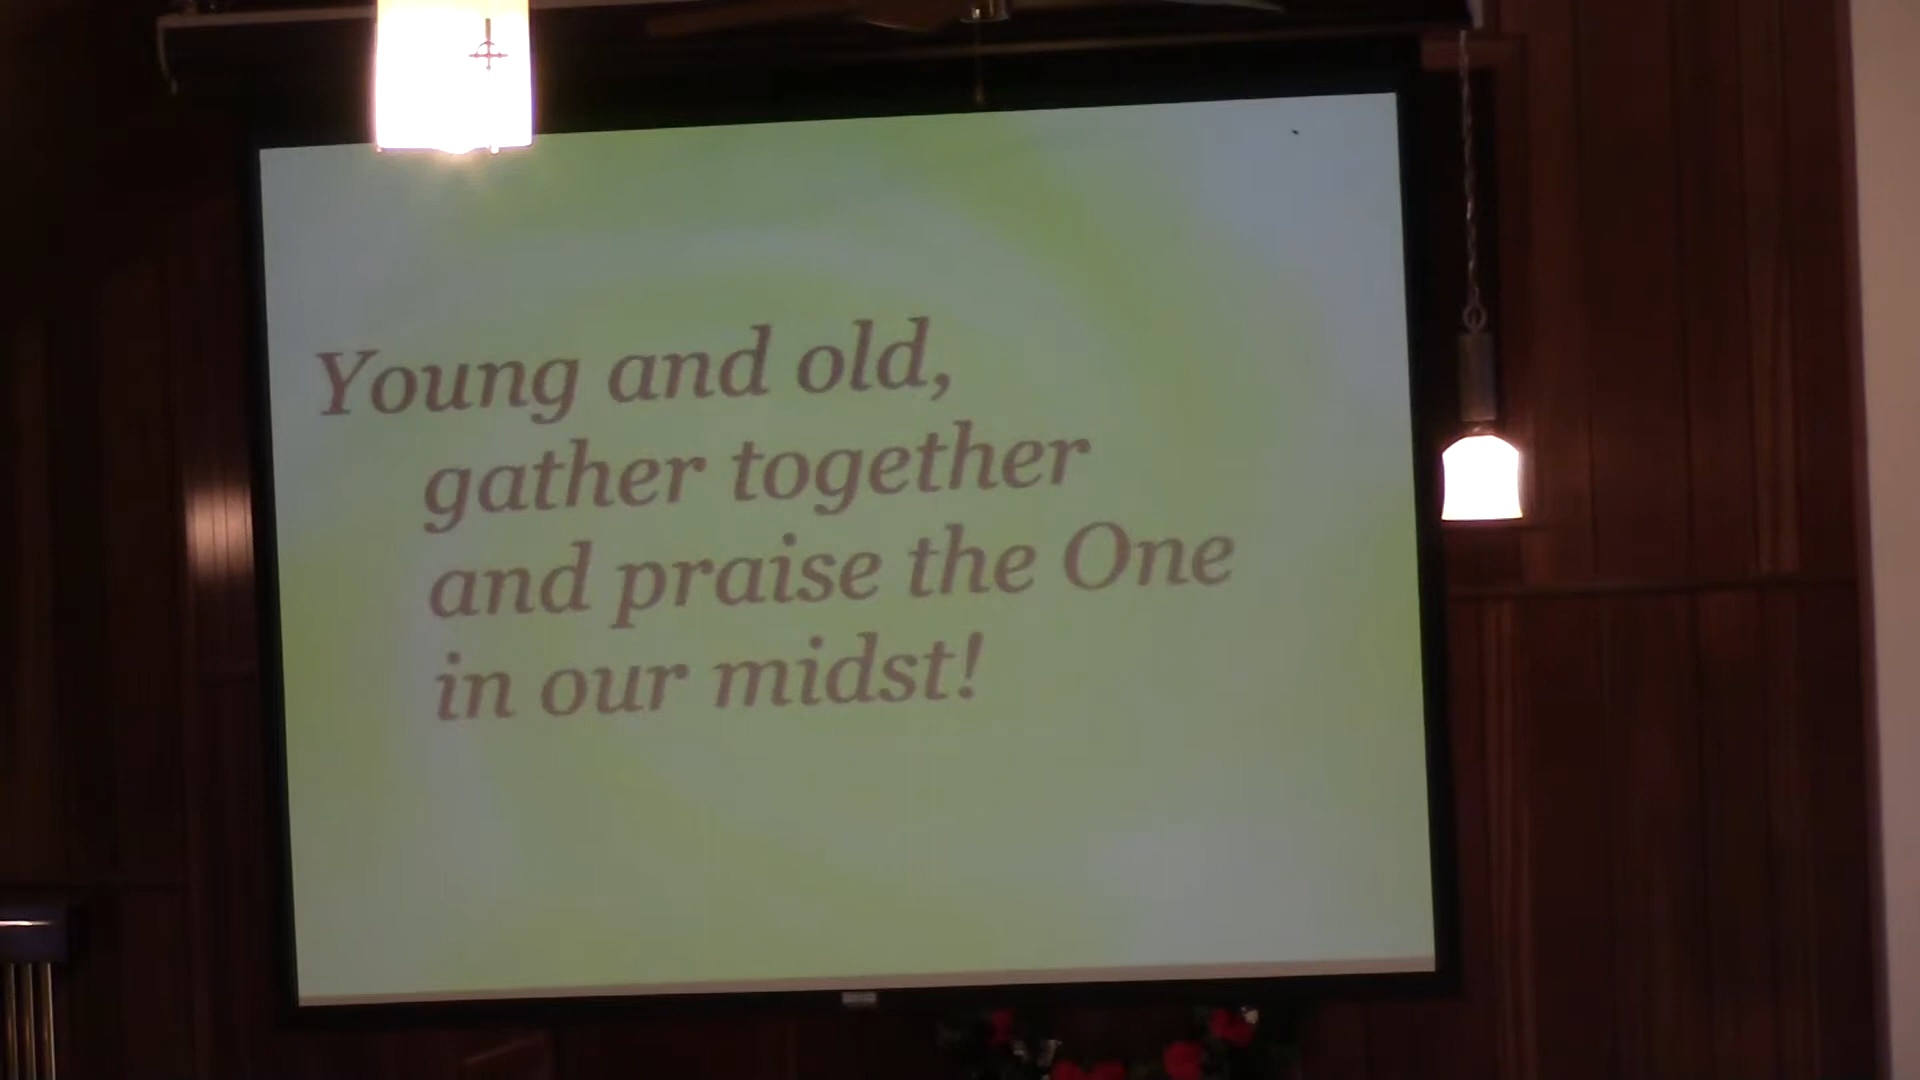 Young and old,
gather together
and praise the One
in our midst!